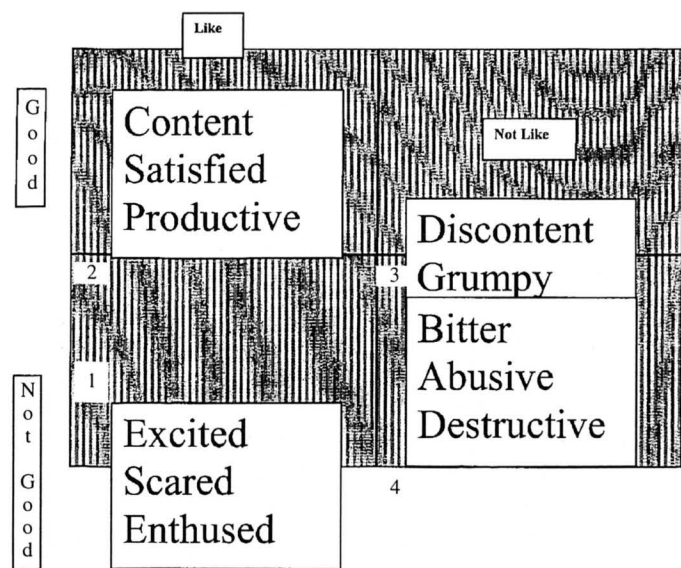 Like
Good
Content
Satisfied
Productive
Not Like
Discontent
Grumpy
2
3
Bitter
Abusive
Destructive
1
Not Good
Excited
Scared
Enthused
4